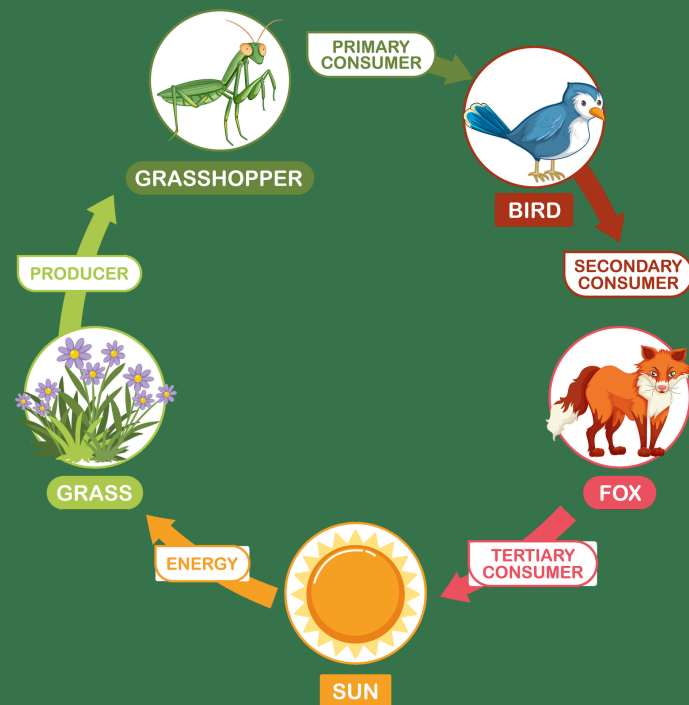 PRIMARY
CONSUMER
GRASSHOPPER
BIRD
PRODUCER
SECONDARY
CONSUMER
GRASS
FOX
ENERGY
TERTIARY
CONSUMER
SUN